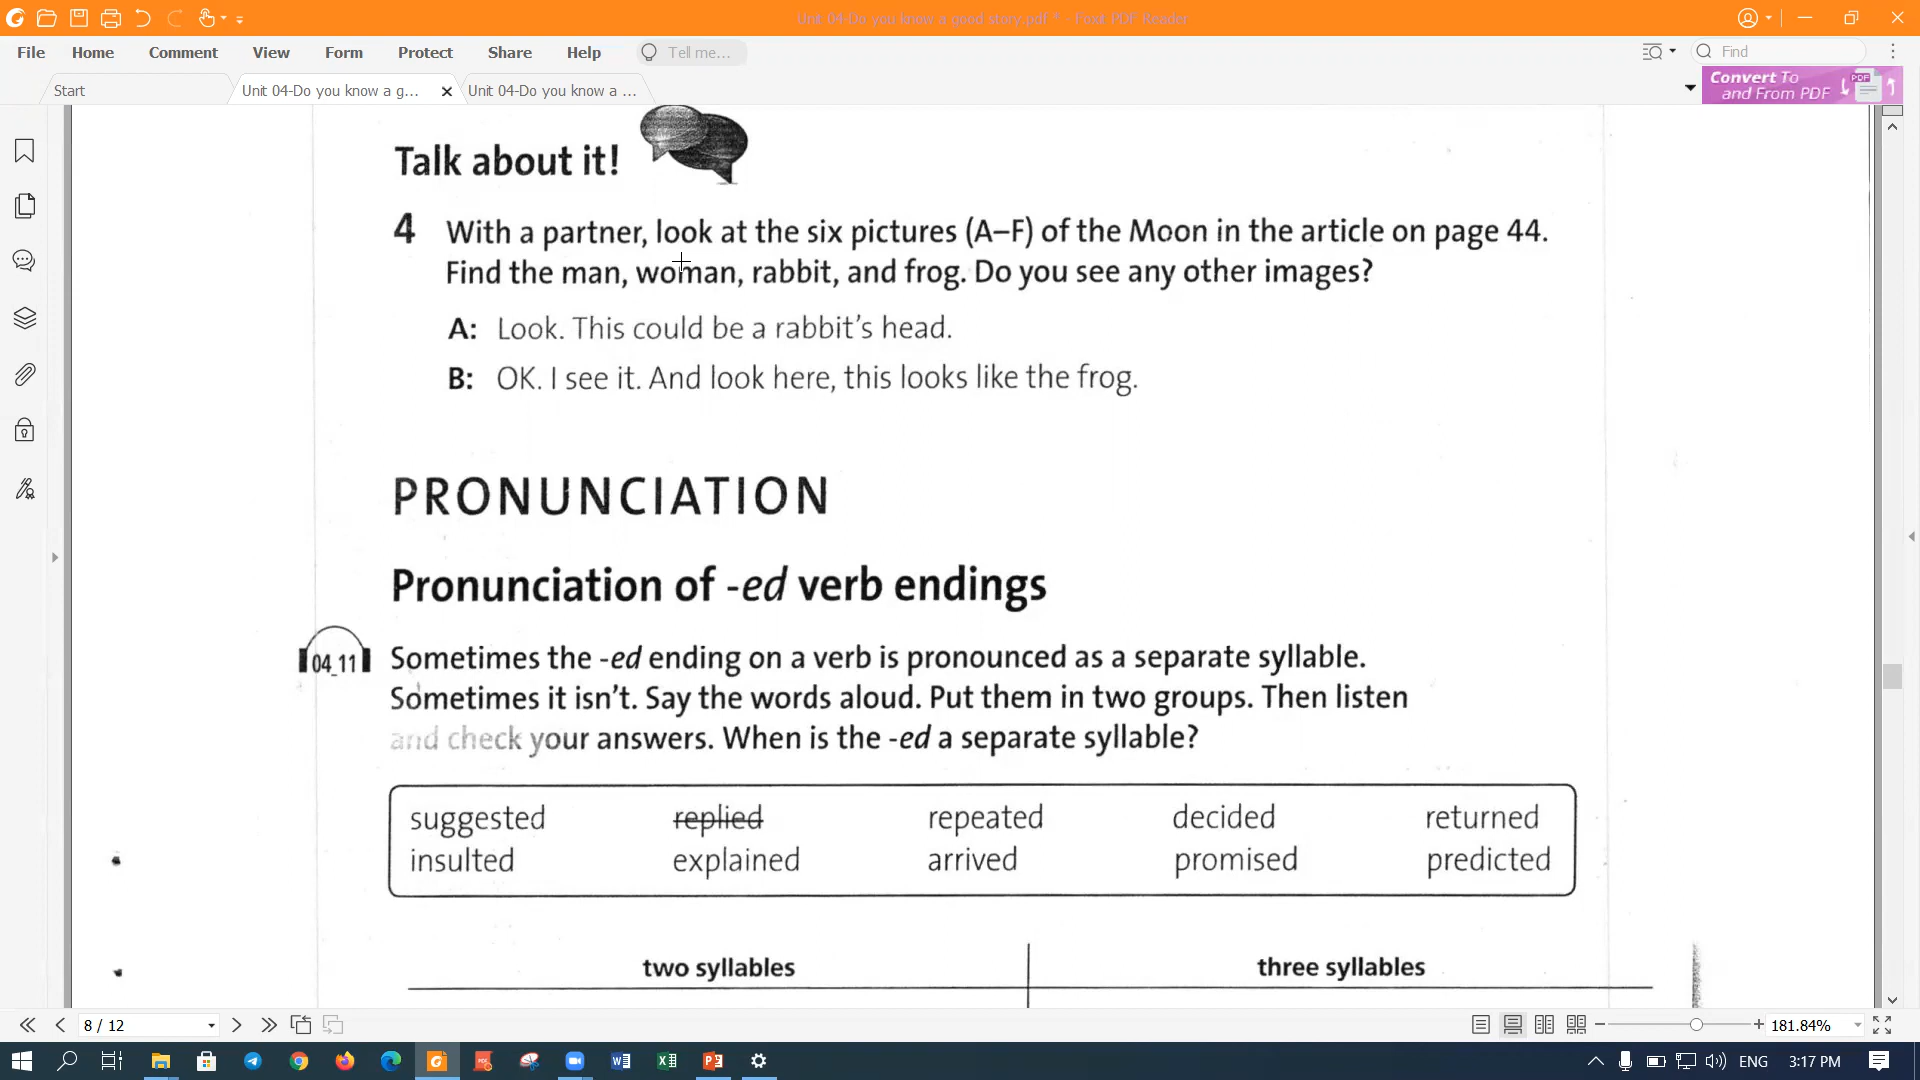 Unit 04-Do you know a good story.pdf * - Foxit PDF Reader
File Home Comment View Form Protect Share Help Tell me... Find
Start Unit 04-Do you know a g... Unit 04-Do you know a ... Convert To
and From PDF PDF
Talk about it!
4 With a partner, look at the six pictures (A–F) of the Moon in the article on page 44.
Find the man, woman, rabbit, and frog. Do you see any other images?
A: Look. This could be a rabbit's head.
B: OK. I see it. And look here, this looks like the frog.
PRONUNCIATION
Pronunciation of -ed verb endings
04_11 Sometimes the -ed ending on a verb is pronounced as a separate syllable.
Sometimes it isn't. Say the words aloud. Put them in two groups. Then listen
and check your answers. When is the -ed a separate syllable?
suggested replied repeated decided returned
insulted explained arrived promised predicted
two syllables three syllables
8 / 12 181.84%
ENG 3:17 PM